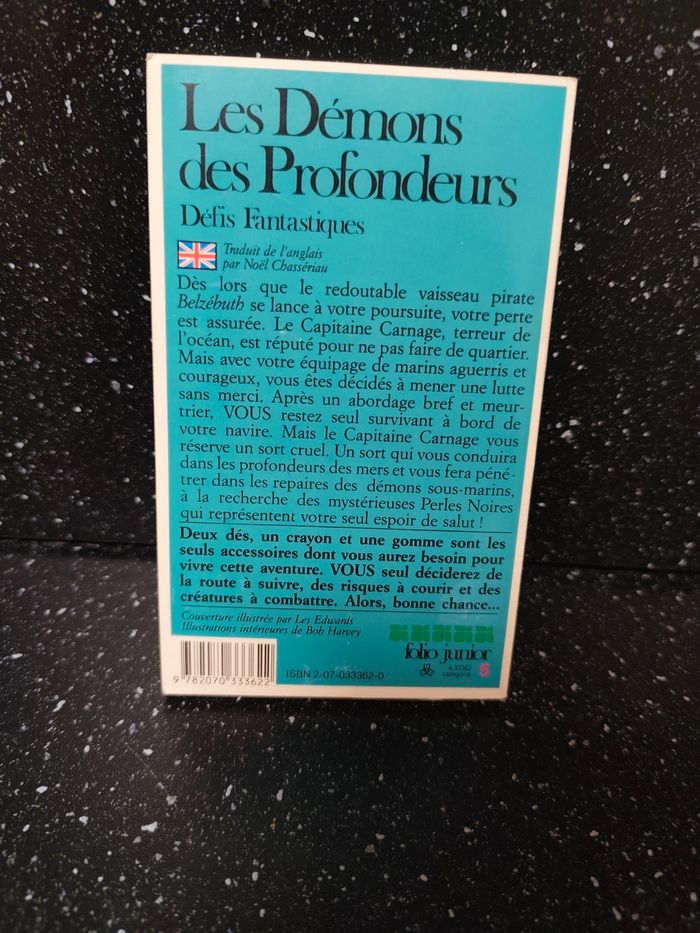 Les Démons
des Profondeurs
Défis Fantastiques
Traduit de l'anglais
par Noël Chassériau
Dès lors que le redoutable vaisseau pirate
Belzébuth se lance à votre poursuite, votre perte
est assurée. Le Capitaine Carnage, terreur de
l'océan, est réputé pour ne pas faire de quartier.
Mais avec votre équipage de marins aguerris et
courageux, vous êtes décidés à mener une lutte
sans merci. Après un abordage bref et meur-
trier, VOUS restez seul survivant à bord de
votre navire. Mais le Capitaine Carnage vous
réserve un sort cruel. Un sort qui vous conduira
dans les profondeurs des mers et vous fera péné-
trer dans les repaires des démons sous-marins,
à la recherche des mystérieuses Perles Noires
qui représentent votre seul espoir de salut !
Deux dés, un crayon et une gomme sont les
seuls accessoires dont vous aurez besoin pour
vivre cette aventure. VOUS seul déciderez de
la route à suivre, des risques à courir et des
créatures à combattre. Alors, bonne chance...
Couverture illustrée par Les Edwards
Illustrations intérieures de Bob Harvey
folio junior
A 33362
catégorie 5
ISBN 2-07-033362-0
9 782070 333622